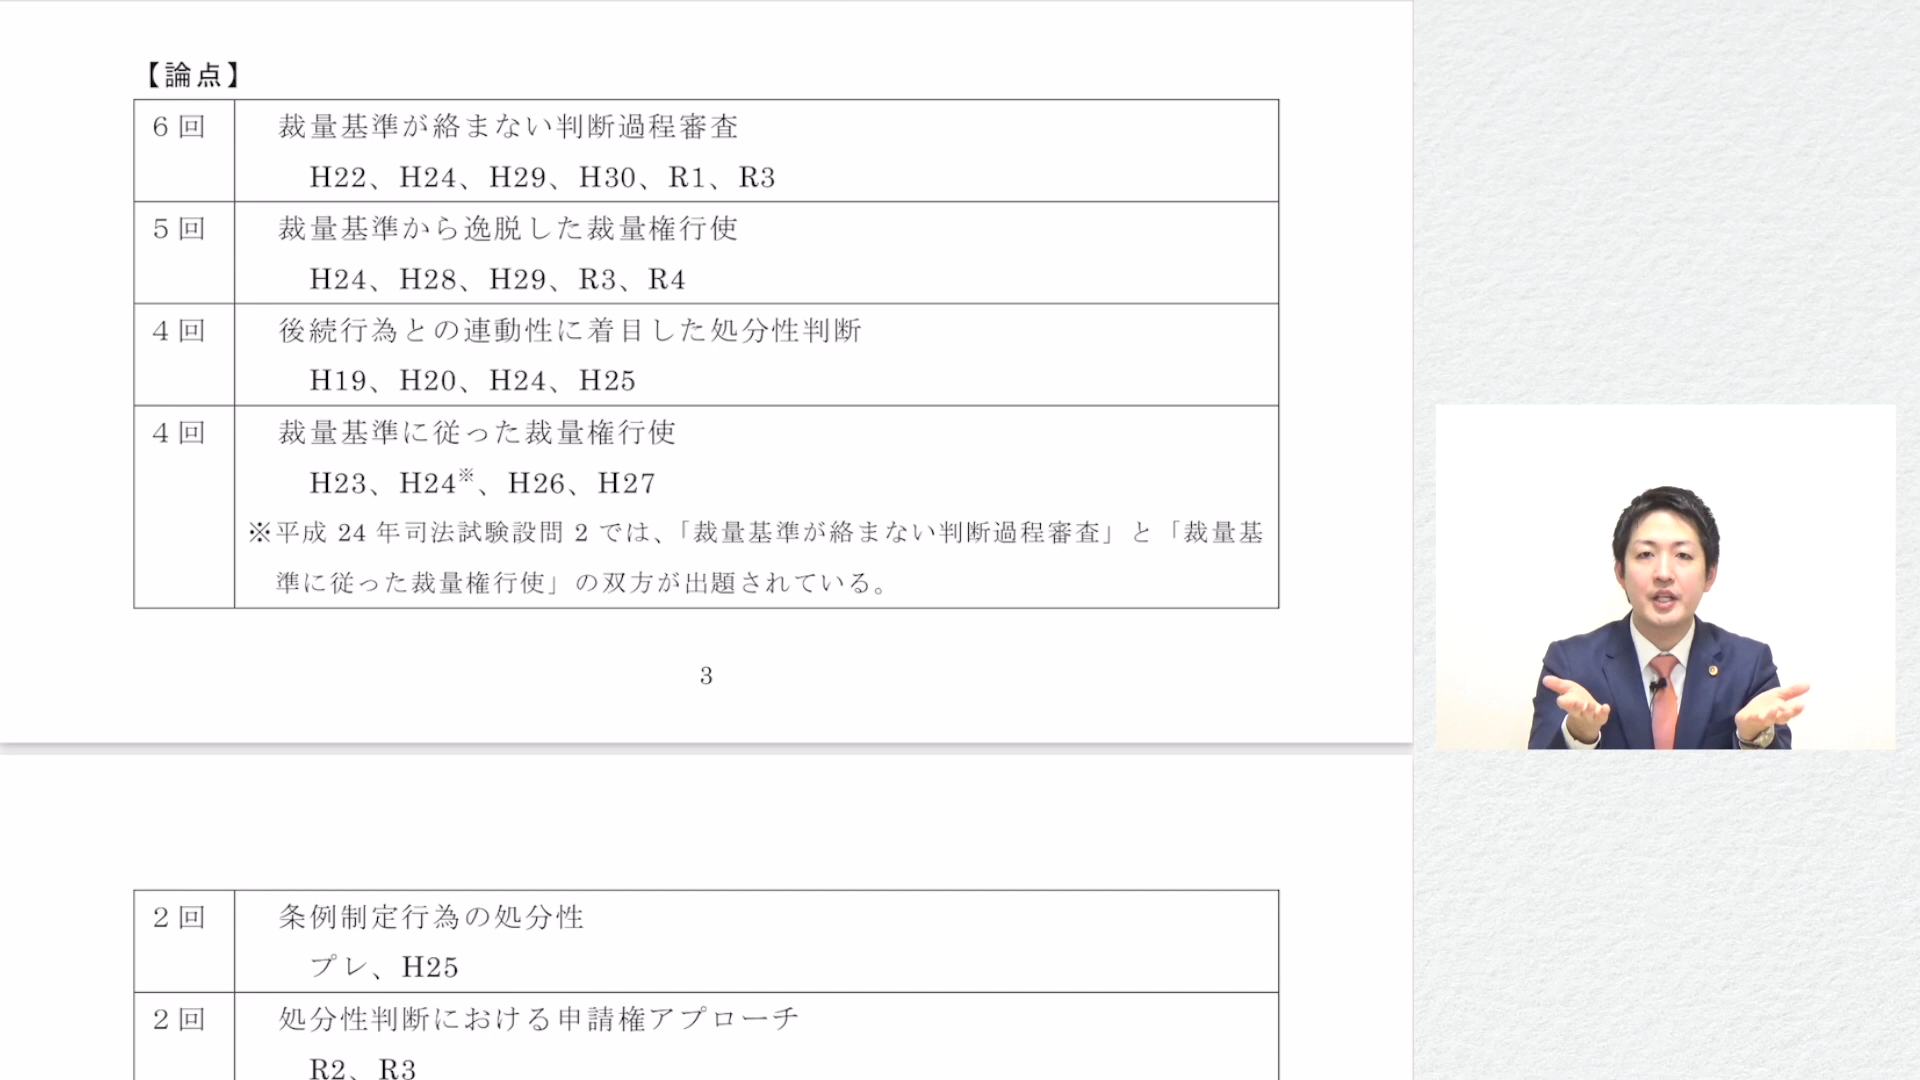 【論点】
6回 裁量基準が絡まない判断過程審査
H22、H24、H29、H30、R1、R3
5回 裁量基準から逸脱した裁量権行使
H24、H28、H29、R3、R4
4回 後続行為との連動性に着目した処分性判断
H19、H20、H24、H25
4回 裁量基準に従った裁量権行使
H23、H24※、H26、H27
※平成 24 年司法試験設問 2 では、「裁量基準が絡まない判断過程審査」と「裁量基
準に従った裁量権行使」の双方が出題されている。
3
2回 条例制定行為の処分性
プレ、H25
2回 処分性判断における申請権アプローチ
R2、R3